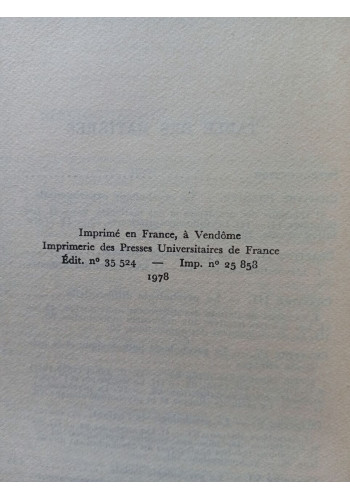 Imprimé en France, à Vendôme
Imprimerie des Presses Universitaires de France
Édit. nº 35 524 — Imp. nº 25 858
1978